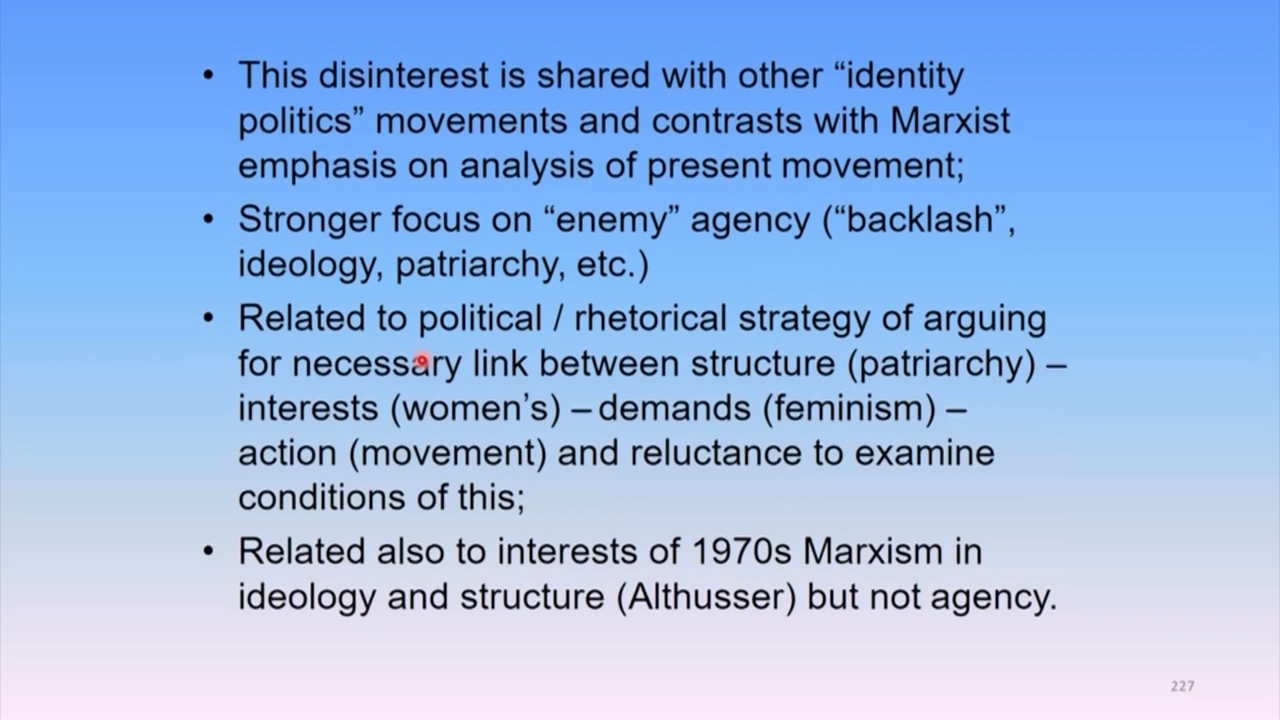 • This disinterest is shared with other “identity
politics” movements and contrasts with Marxist
emphasis on analysis of present movement;
• Stronger focus on “enemy” agency (“backlash”,
ideology, patriarchy, etc.)
• Related to political / rhetorical strategy of arguing
for necessary link between structure (patriarchy) –
interests (women’s) – demands (feminism) –
action (movement) and reluctance to examine
conditions of this;
• Related also to interests of 1970s Marxism in
ideology and structure (Althusser) but not agency.
227